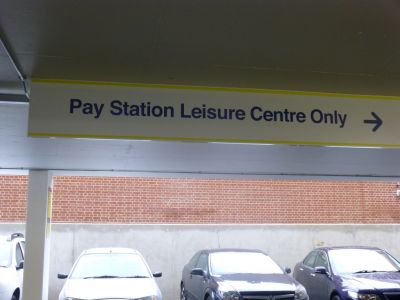 Pay Station Leisure Centre Only →